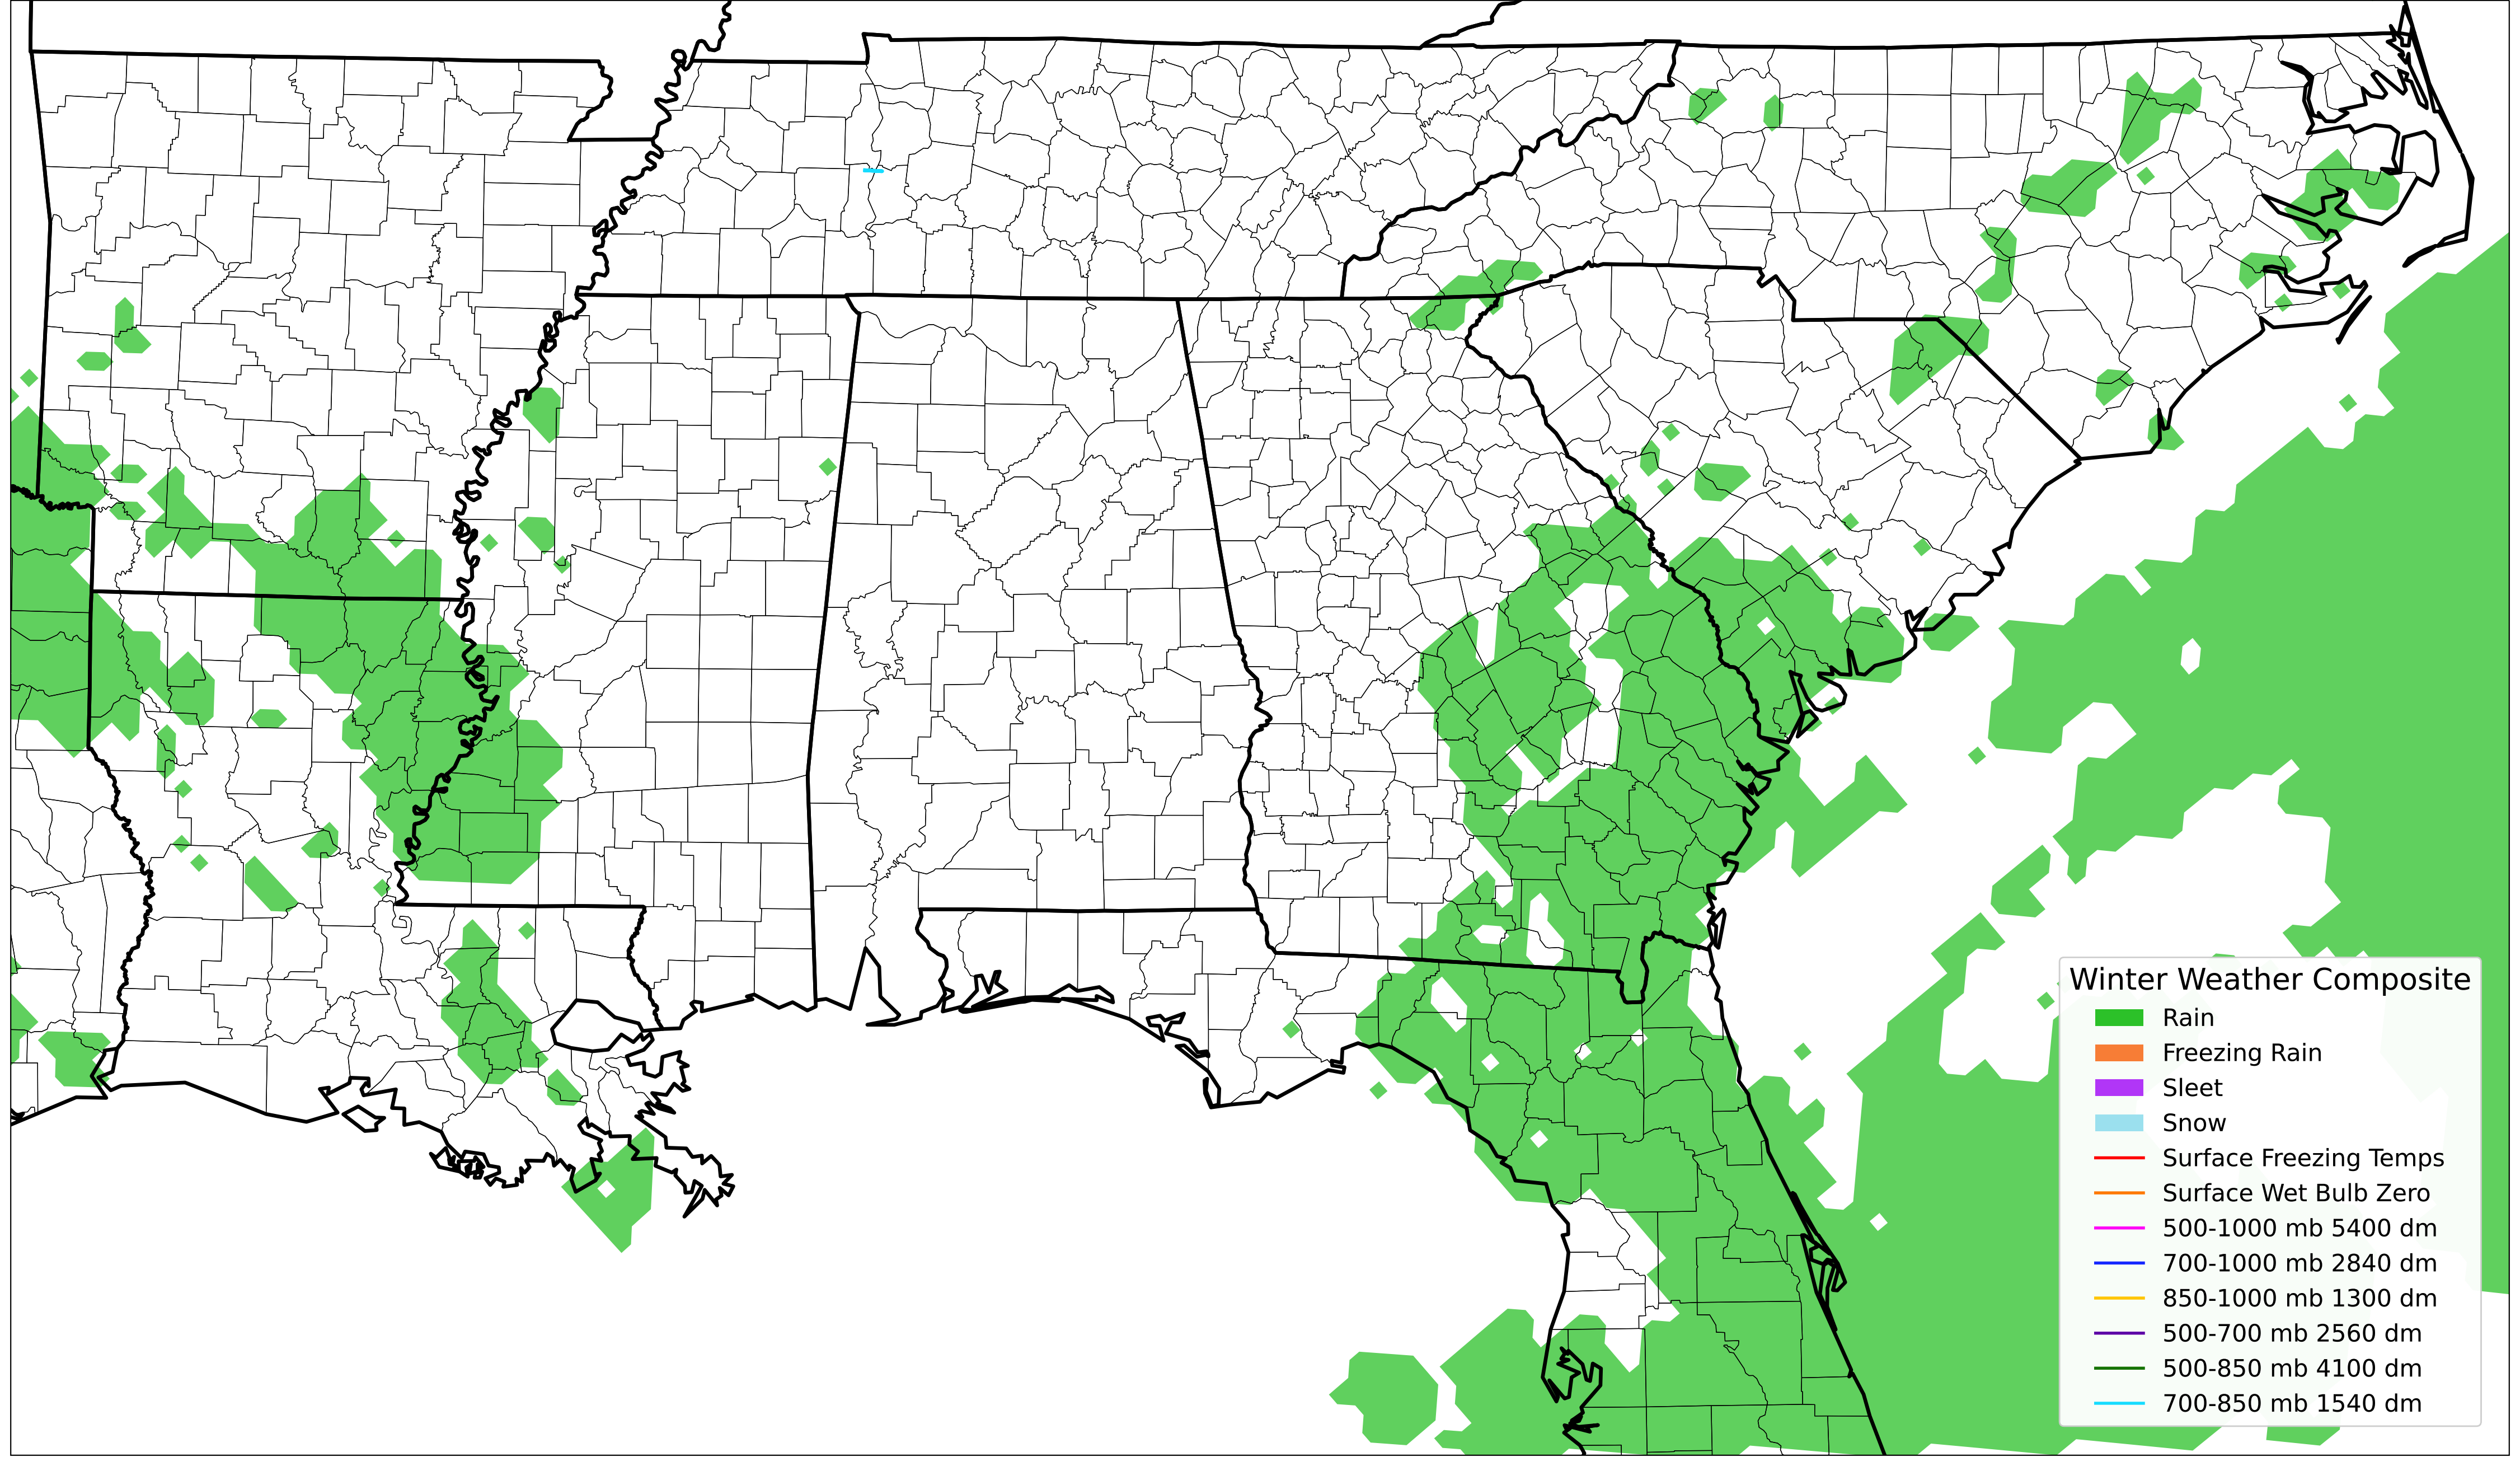 Winter Weather Composite
Rain
Freezing Rain
Sleet
Snow
Surface Freezing Temps
Surface Wet Bulb Zero
500-1000 mb 5400 dm
700-1000 mb 2840 dm
850-1000 mb 1300 dm
500-700 mb 2560 dm
500-850 mb 4100 dm
700-850 mb 1540 dm